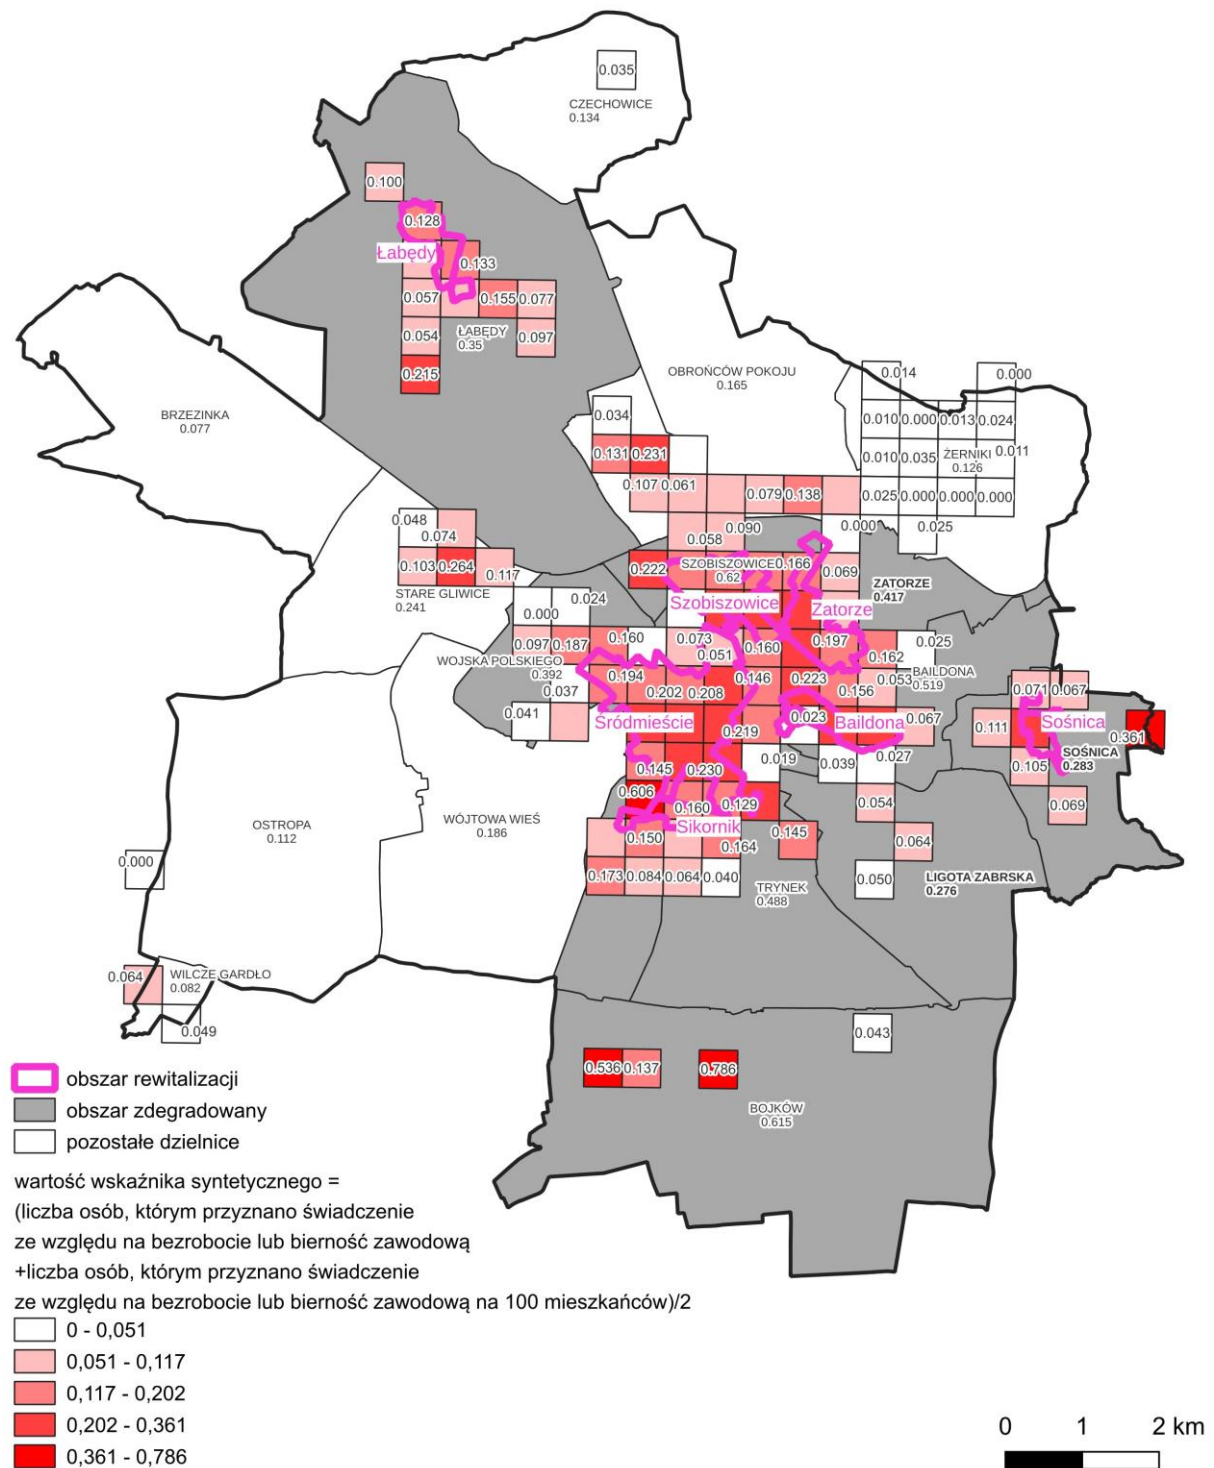 0.035
CZECHOWICE
0.134
0.100
0.128
Łabędy
0.133
0.057
0.155
0.077
0.054
ŁABĘDY
0.35
0.097
0.215
OBROŃCÓW POKOJU
0.165
0.014
0.000
BRZEZINKA
0.077
0.034
0.010
0.000
0.013
0.024
0.131
0.231
0.010
0.035
ŻERNIKI
0.126
0.011
0.107
0.061
0.079
0.138
0.025
0.000
0.000
0.000
0.048
0.074
0.058
0.090
0.000
0.025
0.103
0.264
0.117
0.222
SZOBISZOWICE
0.62
0.166
0.069
ZATORZE
0.417
STARE GLIWICE
0.241
0.024
0.000
Szobiszowice
Zatorze
0.097
0.187
0.160
0.073
0.051
0.160
0.197
0.162
0.025
WOJSKA POLSKIEGO
0.392
0.037
0.194
0.202
0.208
0.146
0.223
0.156
0.053
BAILDONA
0.519
0.071
0.067
0.041
Śródmieście
0.219
0.023
Baildona
0.067
0.111
Sośnica
0.361
0.145
0.230
0.019
0.039
0.027
0.105
SOŚNICA
0.283
0.606
0.160
0.129
0.054
0.069
OSTROPA
0.112
WÓJTOWA WIEŚ
0.186
0.150
Sikornik
0.164
0.145
0.064
0.000
0.173
0.084
0.064
0.040
TRYNEK
0.488
0.050
LIGOTA ZABRSKA
0.276
0.064
WILCZE GARDŁO
0.082
0.049
0.043
0.536
0.137
0.786
BOJKÓW
0.615
obszar rewitalizacji
obszar zdegradowany
pozostałe dzielnice
wartość wskaźnika syntetycznego =
(liczba osób, którym przyznano świadczenie
ze względu na bezrobocie lub bierność zawodową
+liczba osób, którym przyznano świadczenie
ze względu na bezrobocie lub bierność zawodową na 100 mieszkańców)/2
0 - 0,051
0,051 - 0,117
0,117 - 0,202
0,202 - 0,361
0,361 - 0,786
0 1 2 km